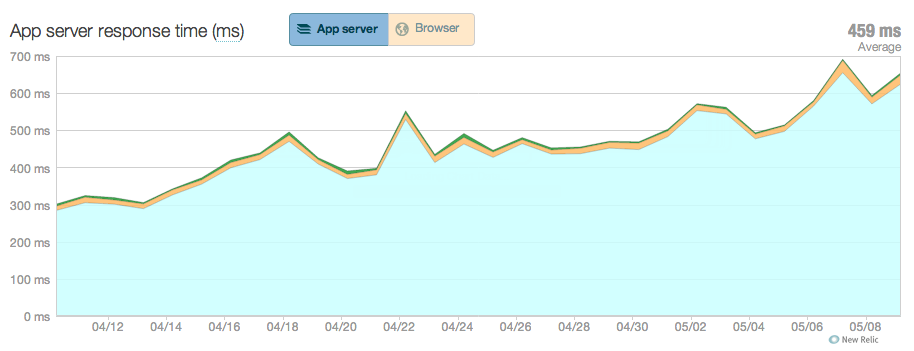 App server response time (ms)
App server
Browser
459 ms
Average
700 ms
600 ms
500 ms
400 ms
300 ms
200 ms
100 ms
0 ms
04/12 04/14 04/16 04/18 04/20 04/22 04/24 04/26 04/28 04/30 05/02 05/04 05/06 05/08
New Relic